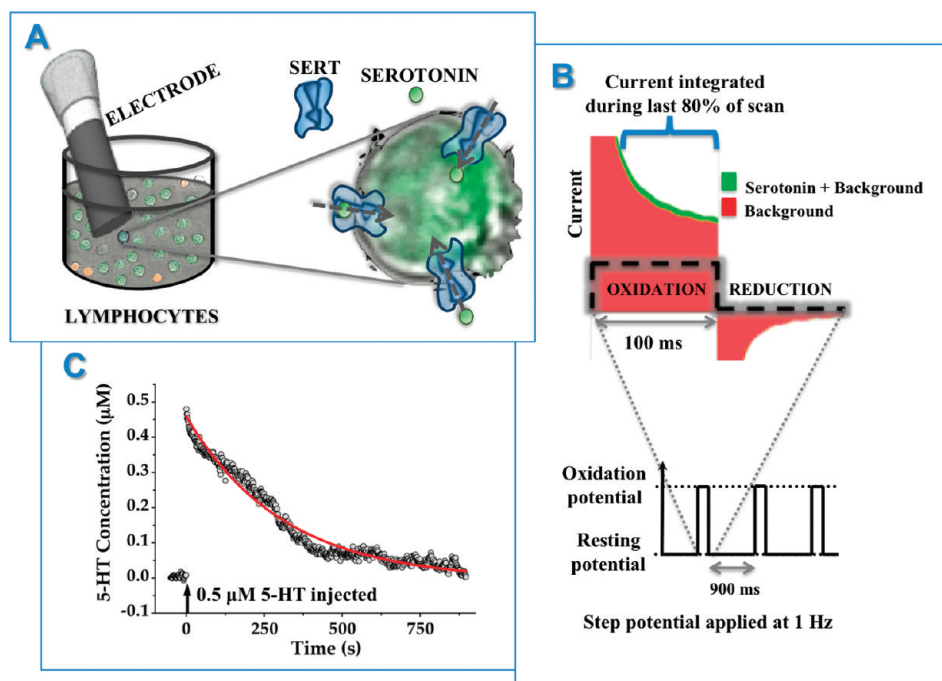 A
ELECTRODE
SERT
SEROTONIN
LYMPHOCYTES
B
Current integrated
during last 80% of scan
Current
Serotonin + Background
Background
OXIDATION
REDUCTION
100 ms
Oxidation
potential
Resting
potential
900 ms
Step potential applied at 1 Hz
C
5-HT Concentration (µM)
0.5
0.4
0.3
0.2
0.1
0.0
-0.1
0.5 µM 5-HT injected
0 250 500 750
Time (s)